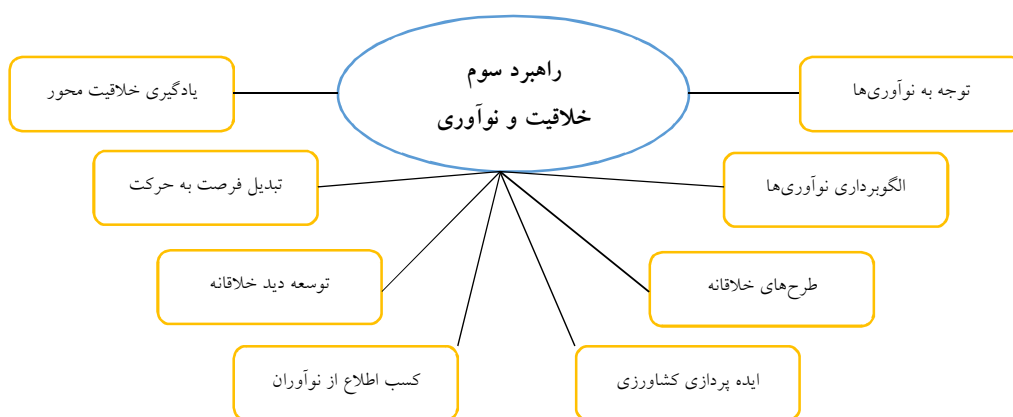 راهبرد سوم
خلاقیت و نوآوری
توجه به نوآوری‌ها
یادگیری خلاقیت محور
الگوبرداری نوآوری‌ها
تبدیل فرصت به حرکت
طرح‌های خلاقانه
توسعه دید خلاقانه
ایده پردازی کشاورزی
کسب اطلاع از نوآوران